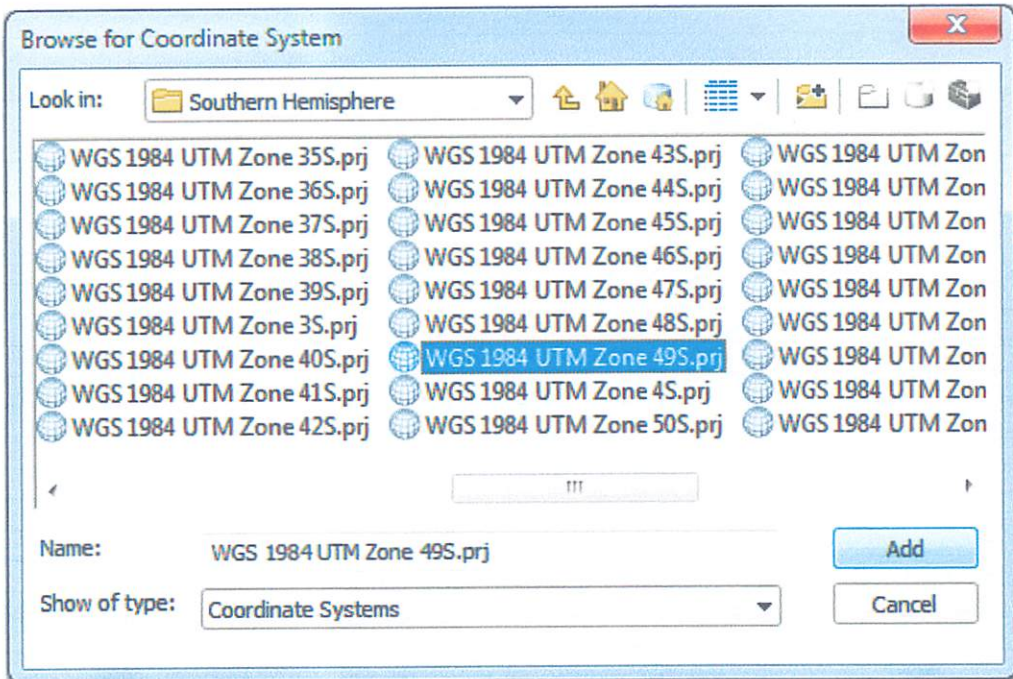 Browse for Coordinate System
Look in: Southern Hemisphere
WGS 1984 UTM Zone 35S.prj WGS 1984 UTM Zone 43S.prj WGS 1984 UTM Zon
WGS 1984 UTM Zone 36S.prj WGS 1984 UTM Zone 44S.prj WGS 1984 UTM Zon
WGS 1984 UTM Zone 37S.prj WGS 1984 UTM Zone 45S.prj WGS 1984 UTM Zon
WGS 1984 UTM Zone 38S.prj WGS 1984 UTM Zone 46S.prj WGS 1984 UTM Zon
WGS 1984 UTM Zone 39S.prj WGS 1984 UTM Zone 47S.prj WGS 1984 UTM Zon
WGS 1984 UTM Zone 3S.prj WGS 1984 UTM Zone 48S.prj WGS 1984 UTM Zon
WGS 1984 UTM Zone 40S.prj WGS 1984 UTM Zone 49S.prj WGS 1984 UTM Zon
WGS 1984 UTM Zone 41S.prj WGS 1984 UTM Zone 4S.prj WGS 1984 UTM Zon
WGS 1984 UTM Zone 42S.prj WGS 1984 UTM Zone 50S.prj WGS 1984 UTM Zon
Name: WGS 1984 UTM Zone 49S.prj Add
Show of type: Coordinate Systems Cancel